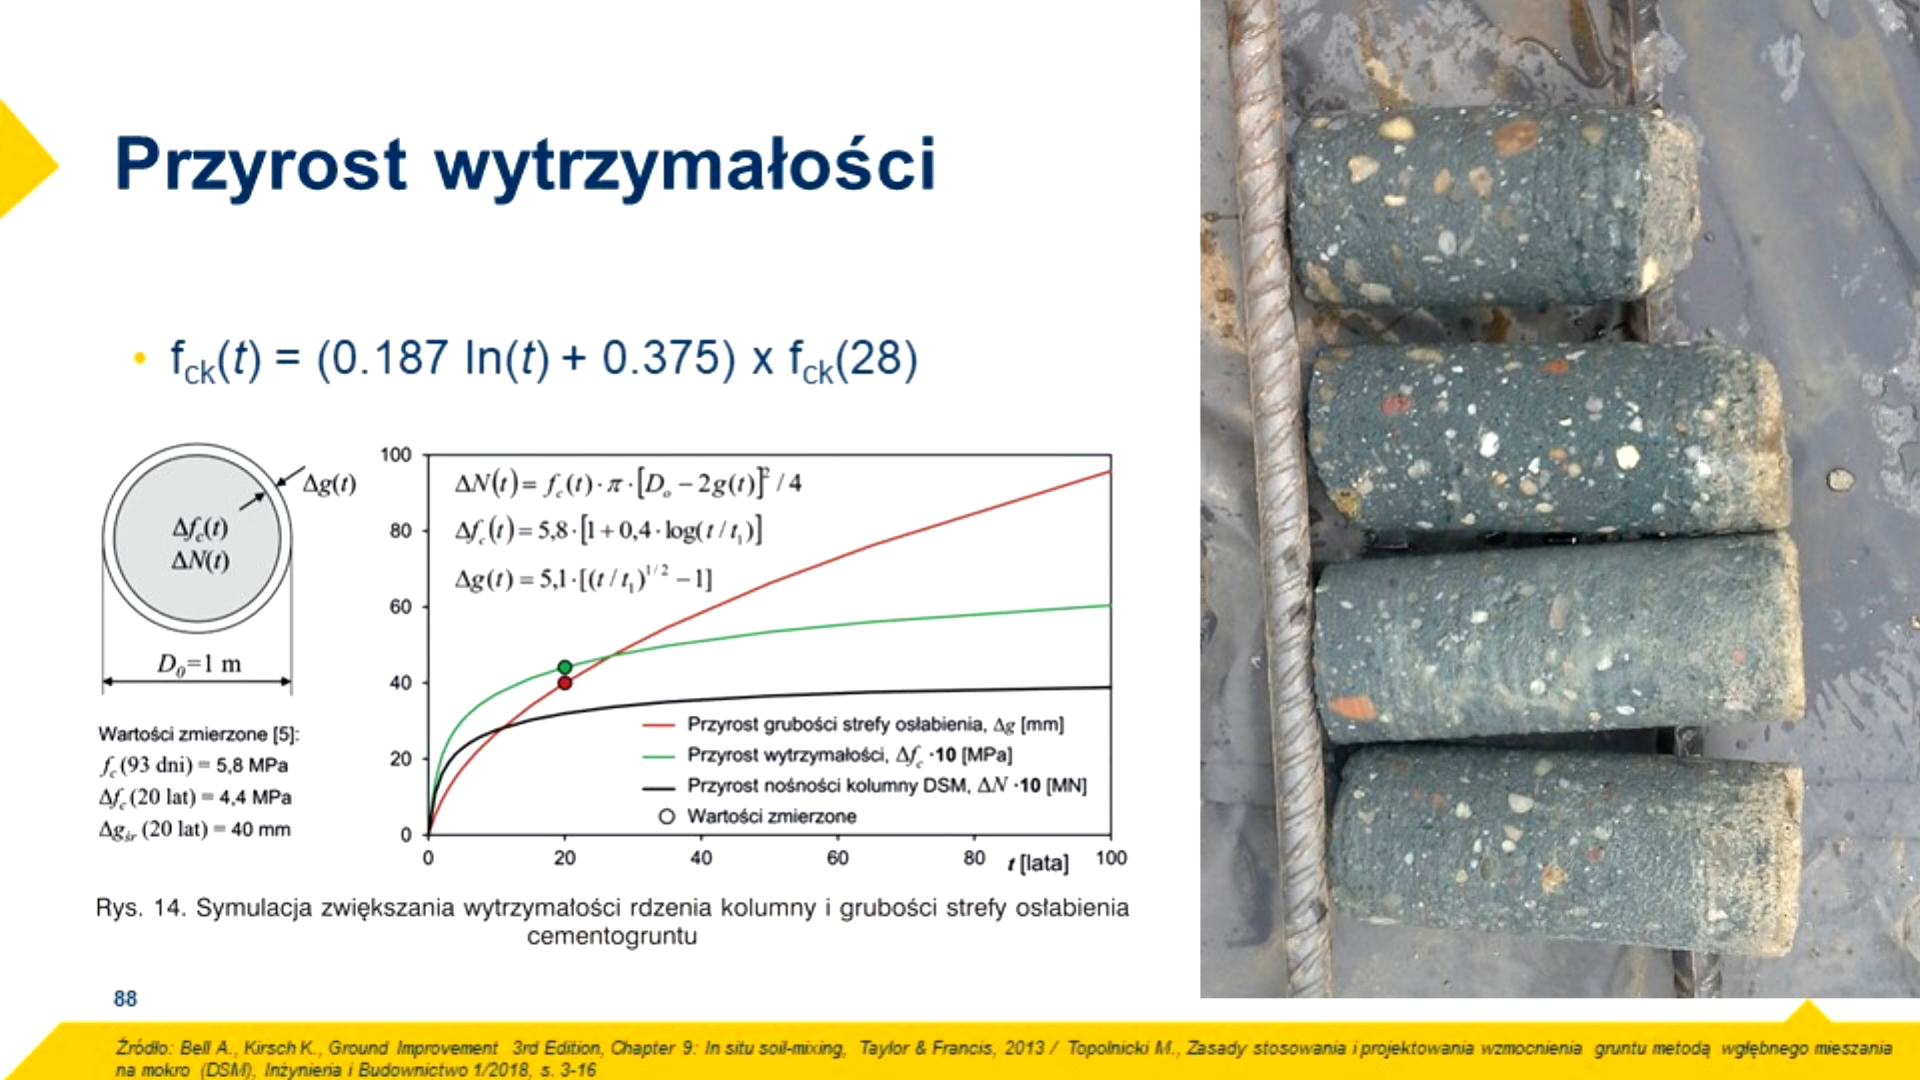 Przyrost wytrzymałości
• fck(t) = (0.187 ln(t) + 0.375) x fck(28)
Δg(t)
Δfc(t)
ΔN(t)
D0=1 m
Wartości zmierzone [5]:
fc (93 dni) = 5,8 MPa
Δfc (20 lat) = 4,4 MPa
Δgśr (20 lat) = 40 mm
100
80
60
40
20
0
ΔN(t) = fc(t) · π · [Do − 2g(t)]² / 4
Δfc(t) = 5,8 · [1 + 0,4 · log(t / t1)]
Δg(t) = 5,1 · [(t / t1)^1/2 − 1]
Przyrost grubości strefy osłabienia, Δg [mm]
Przyrost wytrzymałości, Δfc ·10 [MPa]
Przyrost nośności kolumny DSM, ΔN ·10 [MN]
Wartości zmierzone
0 20 40 60 80 t [lata] 100
Rys. 14. Symulacja zwiększania wytrzymałości rdzenia kolumny i grubości strefy osłabienia
cementogruntu
88
Źródło: Bell A., Kirsch K., Ground Improvement 3rd Edition, Chapter 9: In situ soil-mixing, Taylor & Francis, 2013 / Topolnicki M., Zasady stosowania i projektowania wzmocnienia gruntu metodą wgłębnego mieszania
na mokro (DSM), Inżynieria i Budownictwo 1/2018, s. 3-16